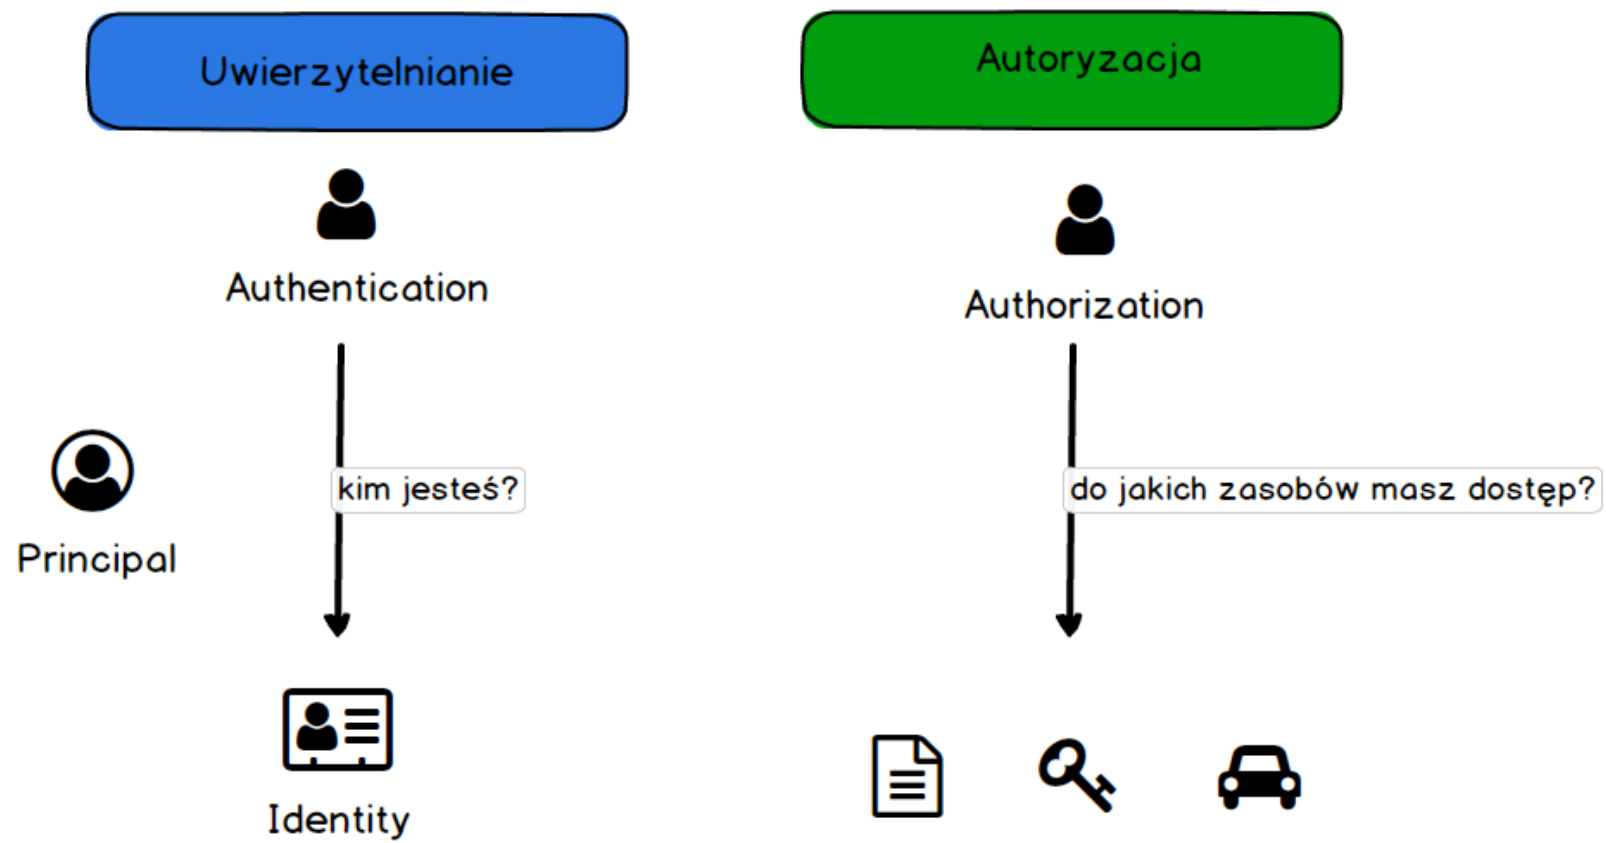 Uwierzytelnianie
Autoryzacja
Authentication
Authorization
kim jesteś?
do jakich zasobów masz dostęp?
Principal
Identity